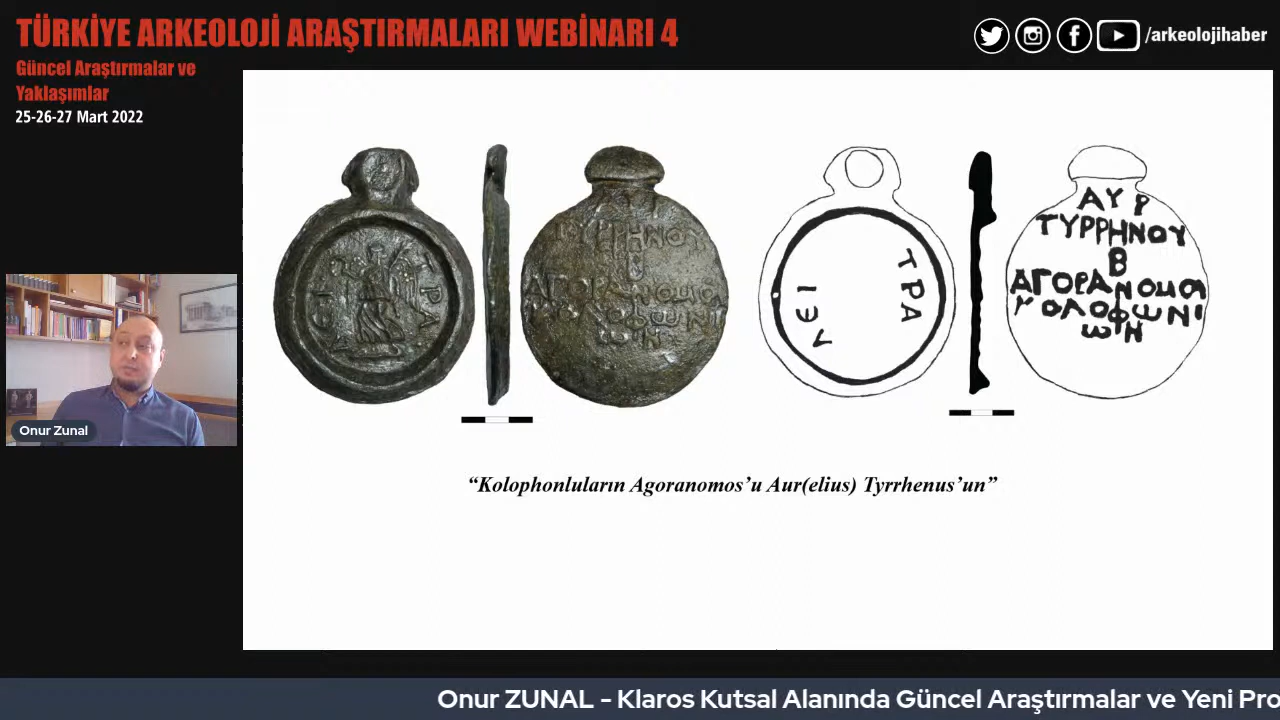 TÜRKİYE ARKEOLOJİ ARAŞTIRMALARI WEBİNARI 4
Güncel Araştırmalar ve
Yaklaşımlar
25-26-27 Mart 2022
/arkeolojihaber
ΤΡΑ
ΑΥΡ
ΤΥΡΡΗΝΟΥ
Β
ΑΓΟΡΑΝΟΜΟΥ
ΚΟΛΟΦΩΝΙ
ΩΝ
“Kolophonluların Agoranomos’u Aur(elius) Tyrrhenus’un”
Onur Zunal
Onur ZUNAL - Klaros Kutsal Alanında Güncel Araştırmalar ve Yeni Pro